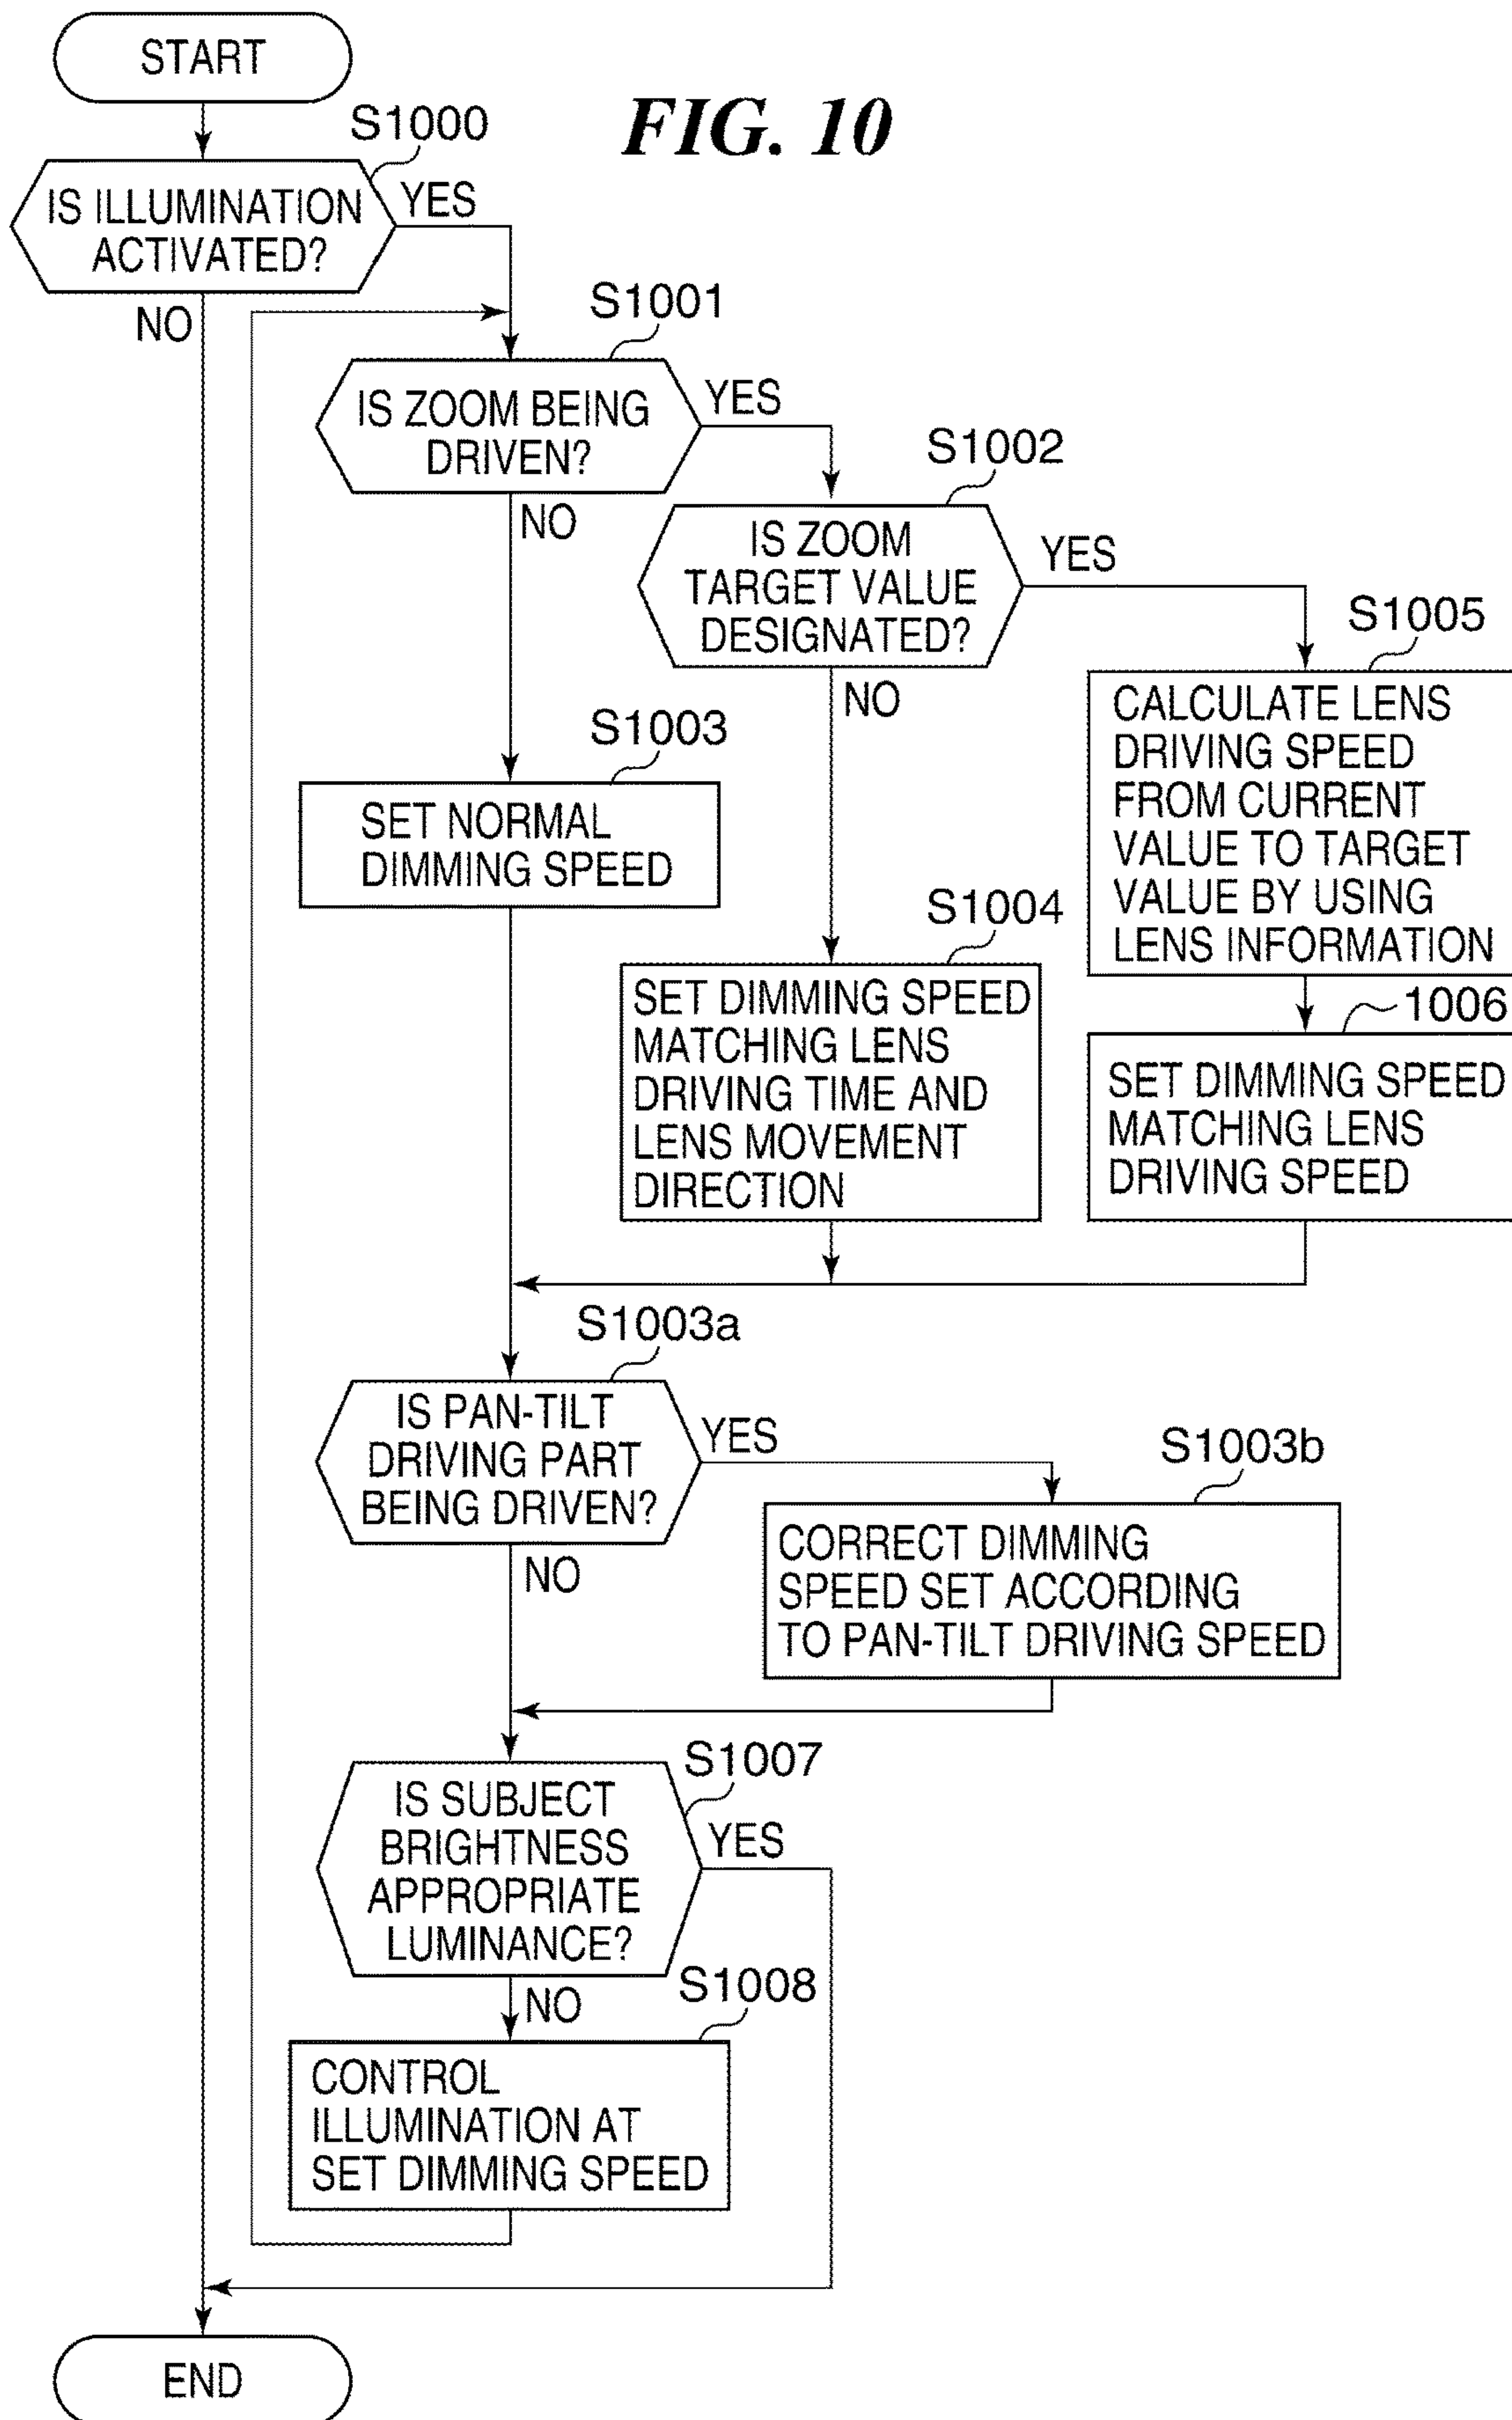 START
FIG. 10
S1000
IS ILLUMINATION
ACTIVATED?
YES
NO
S1001
IS ZOOM BEING
DRIVEN?
YES
NO
S1002
IS ZOOM
TARGET VALUE
DESIGNATED?
YES
NO
S1005
CALCULATE LENS
DRIVING SPEED
FROM CURRENT
VALUE TO TARGET
VALUE BY USING
LENS INFORMATION
S1003
SET NORMAL
DIMMING SPEED
S1004
SET DIMMING SPEED
MATCHING LENS
DRIVING TIME AND
LENS MOVEMENT
DIRECTION
1006
SET DIMMING SPEED
MATCHING LENS
DRIVING SPEED
S1003a
IS PAN-TILT
DRIVING PART
BEING DRIVEN?
YES
NO
S1003b
CORRECT DIMMING
SPEED SET ACCORDING
TO PAN-TILT DRIVING SPEED
S1007
IS SUBJECT
BRIGHTNESS
APPROPRIATE
LUMINANCE?
YES
NO
S1008
CONTROL
ILLUMINATION AT
SET DIMMING SPEED
END